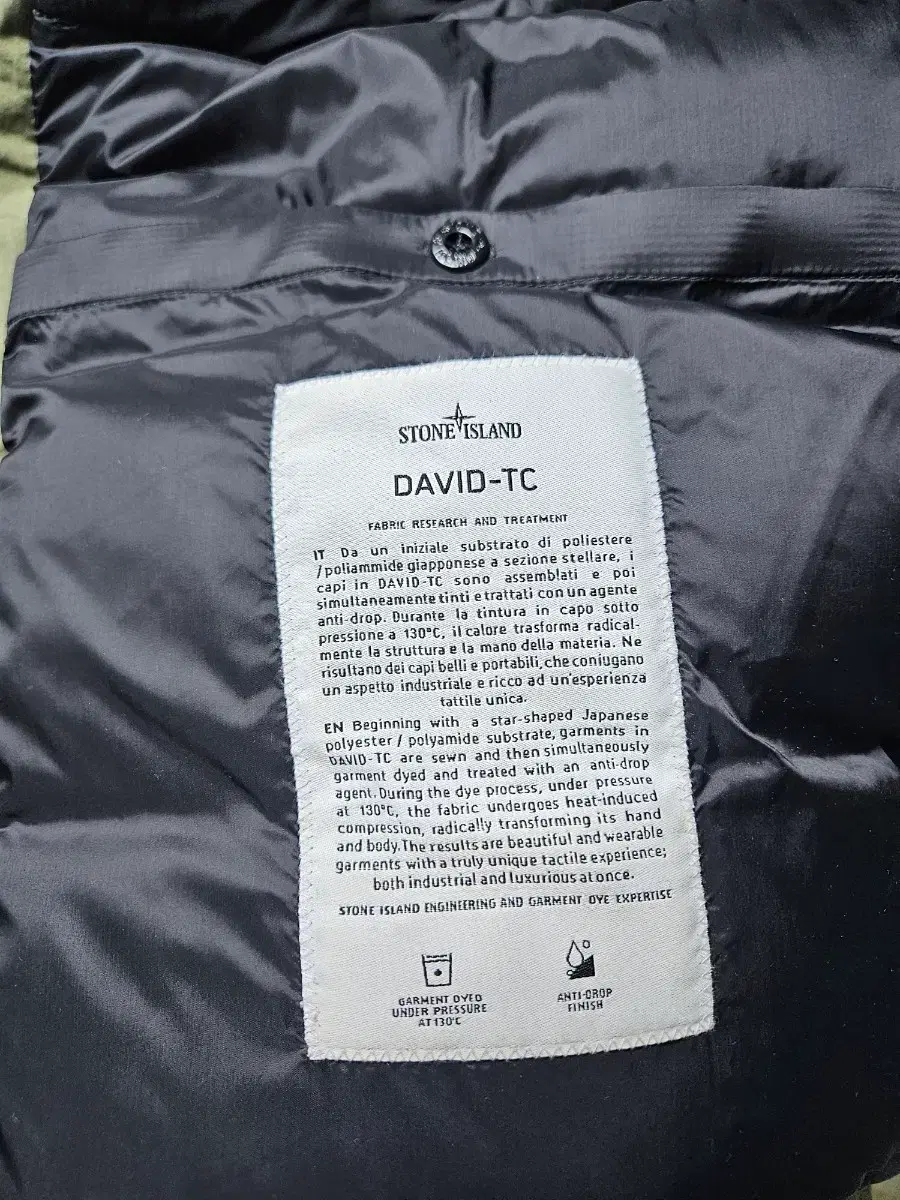 STONE ISLAND
DAVID-TC
FABRIC RESEARCH AND TREATMENT
IT Da un iniziale substrato di poliestere
/poliammide giapponese a sezione stellare, i
capi in DAVID-TC sono assemblati e poi
simultaneamente tinti e trattati con un agente
anti-drop. Durante la tintura in capo sotto
pressione a 130°C, il calore trasforma radical-
mente la struttura e la mano della materia. Ne
risultano dei capi belli e portabili, che coniugano
un aspetto industriale e ricco ad un'esperienza
tattile unica.
EN Beginning with a star-shaped Japanese
polyester / polyamide substrate, garments in
DAVID-TC are sewn and then simultaneously
garment dyed and treated with an anti-drop
agent. During the dye process, under pressure
at 130°C, the fabric undergoes heat-induced
compression, radically transforming its hand
and body. The results are beautiful and wearable
garments with a truly unique tactile experience;
both industrial and luxurious at once.
STONE ISLAND ENGINEERING AND GARMENT DYE EXPERTISE
GARMENT DYED
UNDER PRESSURE
AT 130°C
ANTI-DROP
FINISH